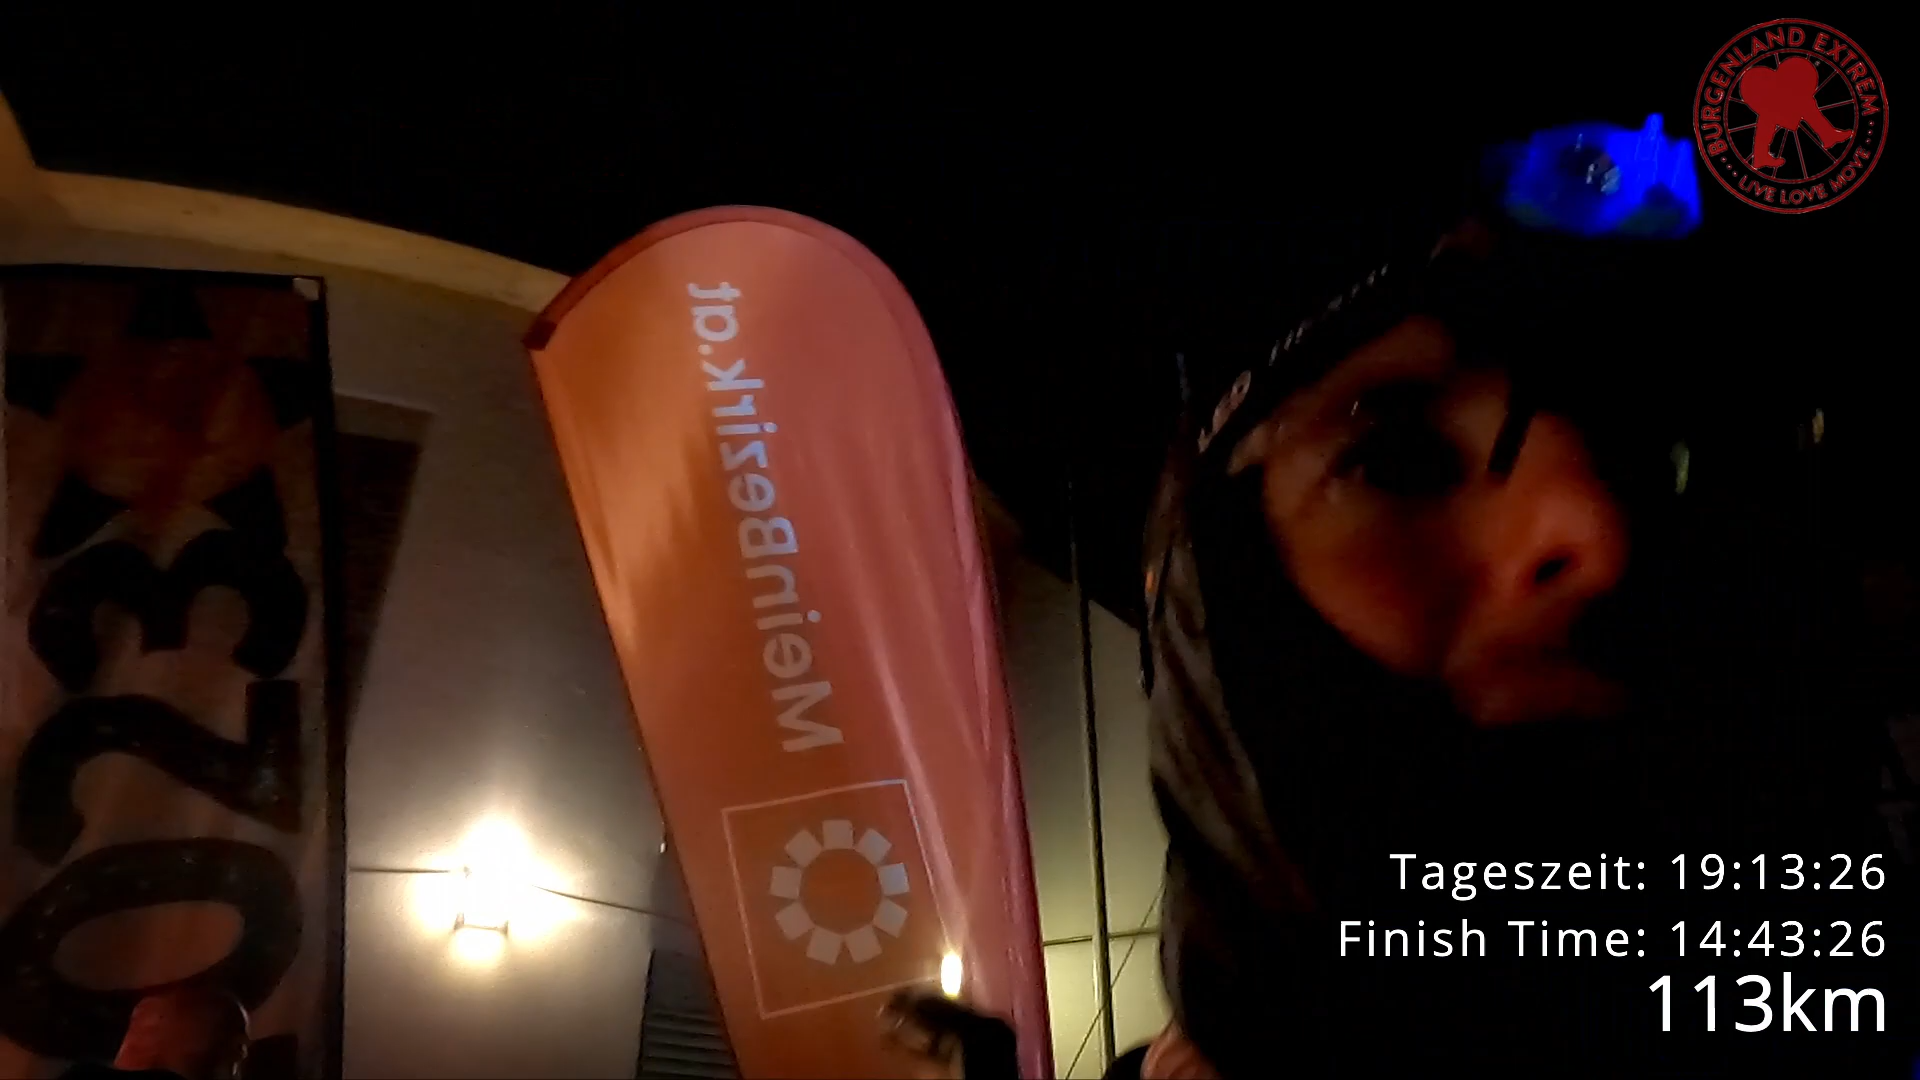 BURGENLAND EXTREM
... LIVE LOVE MOVE ...
MeinBezirk.at
Tageszeit: 19:13:26
Finish Time: 14:43:26
113km